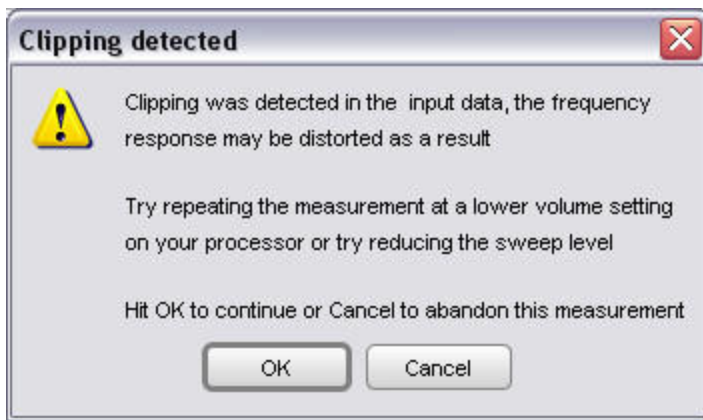 Clipping detected
Clipping was detected in the  input data, the frequency
response may be distorted as a result
Try repeating the measurement at a lower volume setting
on your processor or try reducing the sweep level
Hit OK to continue or Cancel to abandon this measurement
OK
Cancel